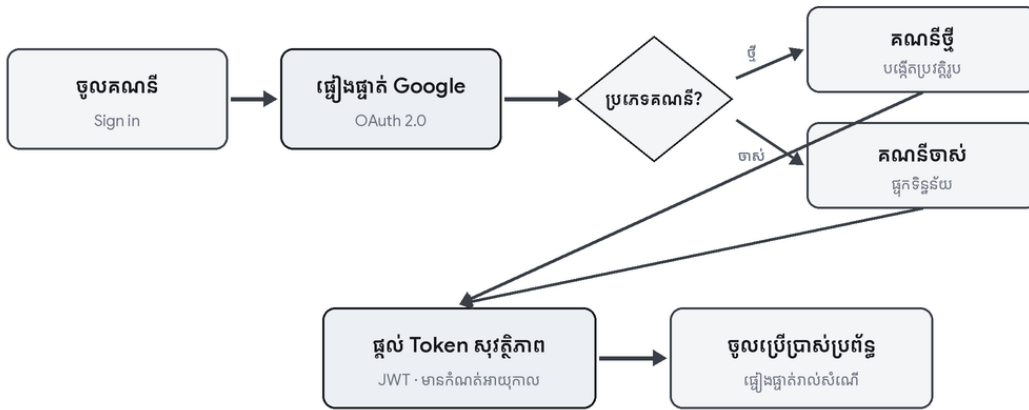 ចូលគណនី
Sign in
ផ្ទៀងផ្ទាត់ Google
OAuth 2.0
ប្រភេទគណនី?
ថ្មី
ចាស់
គណនីថ្មី
បង្កើតប្រវត្តិរូប
គណនីចាស់
ផ្ទុកទិន្នន័យ
ផ្តល់ Token សុវត្ថិភាព
JWT · មានកំណត់អាយុកាល
ចូលប្រើប្រាស់ប្រព័ន្ធ
ផ្ទៀងផ្ទាត់រាល់សំណើ